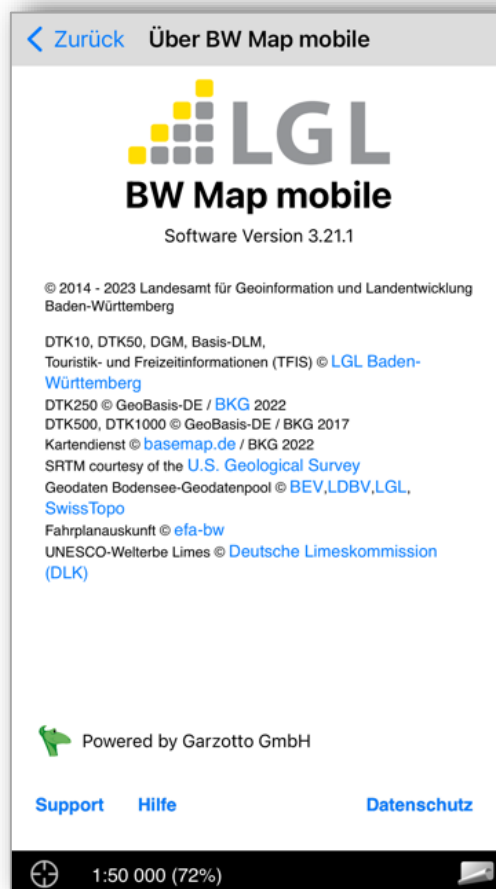 Zurück Über BW Map mobile
LGL
BW Map mobile
Software Version 3.21.1
© 2014 - 2023 Landesamt für Geoinformation und Landentwicklung
Baden-Württemberg
DTK10, DTK50, DGM, Basis-DLM,
Touristik- und Freizeitinformationen (TFIS) © LGL Baden-
Württemberg
DTK250 © GeoBasis-DE / BKG 2022
DTK500, DTK1000 © GeoBasis-DE / BKG 2017
Kartendienst © basemap.de / BKG 2022
SRTM courtesy of the U.S. Geological Survey
Geodaten Bodensee-Geodatenpool © BEV,LDBV,LGL,
SwissTopo
Fahrplanauskunft © efa-bw
UNESCO-Welterbe Limes © Deutsche Limeskommission
(DLK)
Powered by Garzotto GmbH
Support Hilfe Datenschutz
1:50 000 (72%)